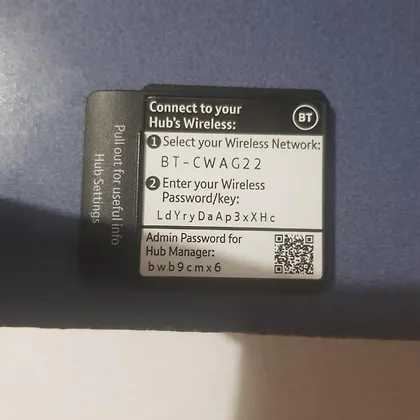 Connect to your
Hub's Wireless:
BT
1 Select your Wireless Network:
BT-CWAG22
2 Enter your Wireless
Password/key:
LdYryDaAp3xXHc
Admin Password for
Hub Manager:
bwb9cmx6
Pull out for useful info
Hub Settings